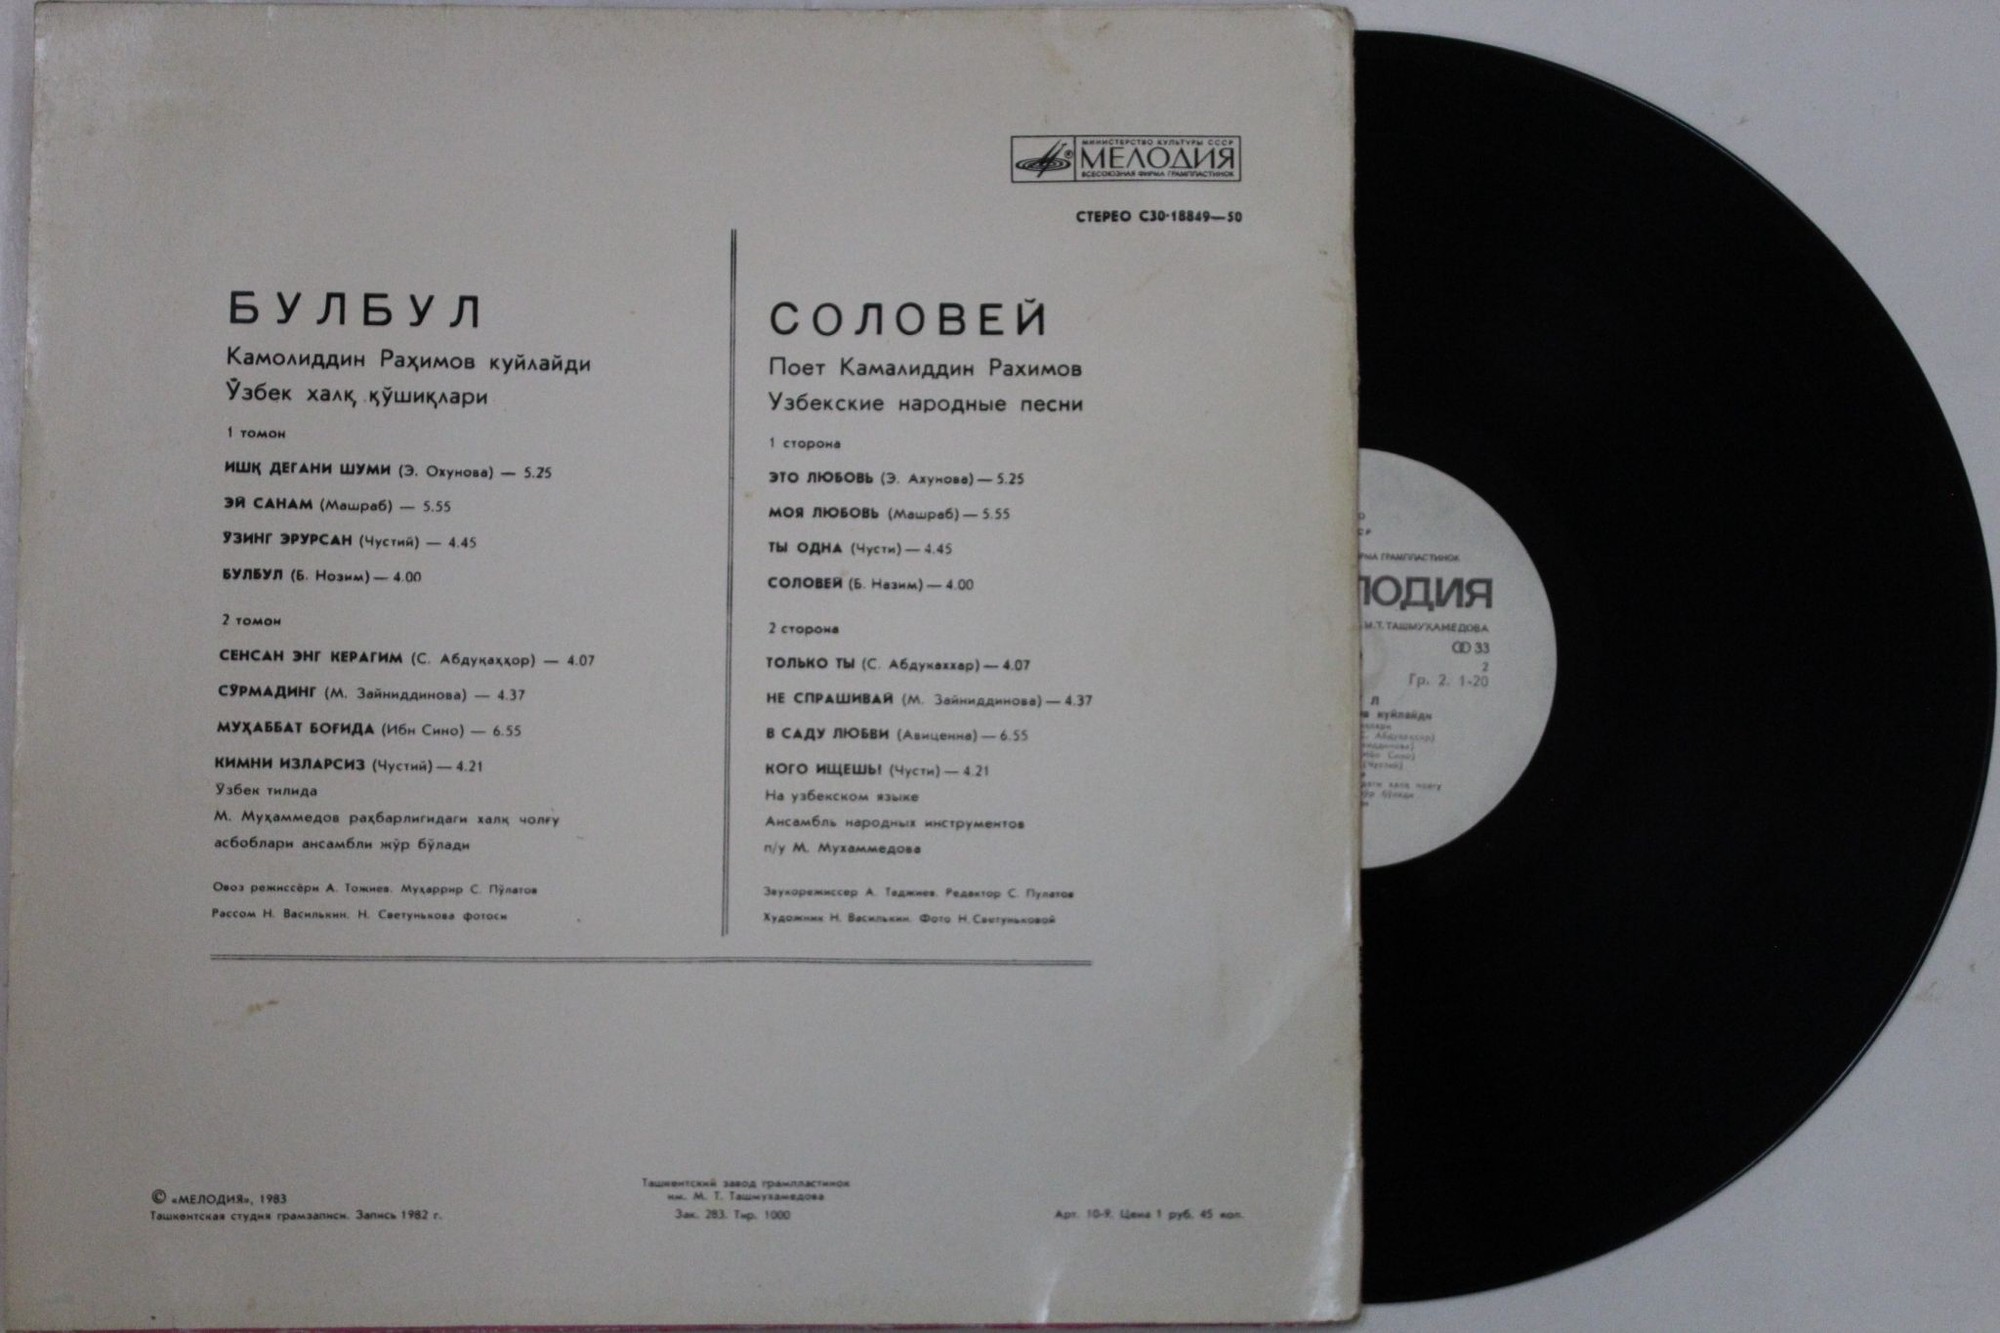 МИНИСТЕРСТВО КУЛЬТУРЫ СССР
МЕЛОДИЯ
ВСЕСОЮЗНАЯ ФИРМА ГРАМПЛАСТИНОК
СТЕРЕО С30-18849—50
БУЛБУЛ
Камолиддин Раҳимов куйлайди
Ўзбек халқ қўшиқлари
1 томон
ИШҚ ДЕГАНИ ШУМИ (Э. Охунова) — 5.25
ЭЙ САНАМ (Машраб) — 5.55
ЎЗИНГ ЭРУРСАН (Чустий) — 4.45
БУЛБУЛ (Б. Нозим) — 4.00
2 томон
СЕНСАН ЭНГ КЕРАГИМ (С. Абдуқаҳҳор) — 4.07
СЎРМАДИНГ (М. Зайниддинова) — 4.37
МУҲАББАТ БОҒИДА (Ибн Сино) — 6.55
КИМНИ ИЗЛАРСИЗ (Чустий) — 4.21
Ўзбек тилида
М. Муҳаммедов раҳбарлигидаги халқ чолғу
асбоблари ансамбли жўр бўлади
Овоз режиссёри А. Тожиев. Муҳаррир С. Пўлатов
Рассом Н. Василькин. Н. Светунькова фотоси
СОЛОВЕЙ
Поет Камалиддин Рахимов
Узбекские народные песни
1 сторона
ЭТО ЛЮБОВЬ (Э. Ахунова) — 5.25
МОЯ ЛЮБОВЬ (Машраб) — 5.55
ТЫ ОДНА (Чусти) — 4.45
СОЛОВЕЙ (Б. Назим) — 4.00
2 сторона
ТОЛЬКО ТЫ (С. Абдукаххар) — 4.07
НЕ СПРАШИВАЙ (М. Зайниддинова) — 4.37
В САДУ ЛЮБВИ (Авиценна) — 6.55
КОГО ИЩЕШЬ! (Чусти) — 4.21
На узбекском языке
Ансамбль народных инструментов
п/у М. Мухаммедова
Звукорежиссер А. Таджиев. Редактор С. Пулатов
Художник Н. Василькин. Фото Н. Светуньковой
© «МЕЛОДИЯ», 1983
Ташкентская студия грамзаписи. Запись 1982 г.
Ташкентский завод грампластинок
им. М. Т. Ташмухамедова
Зак. 283. Тир. 1000
Арт. 10-9. Цена 1 руб. 45 коп.
ГРАМПЛАСТИНОК
ЛОДИЯ
М.Т. ТАШМУХАМЕДОВА
33
2
Гр. 2. 1-20
Л
куйлайди